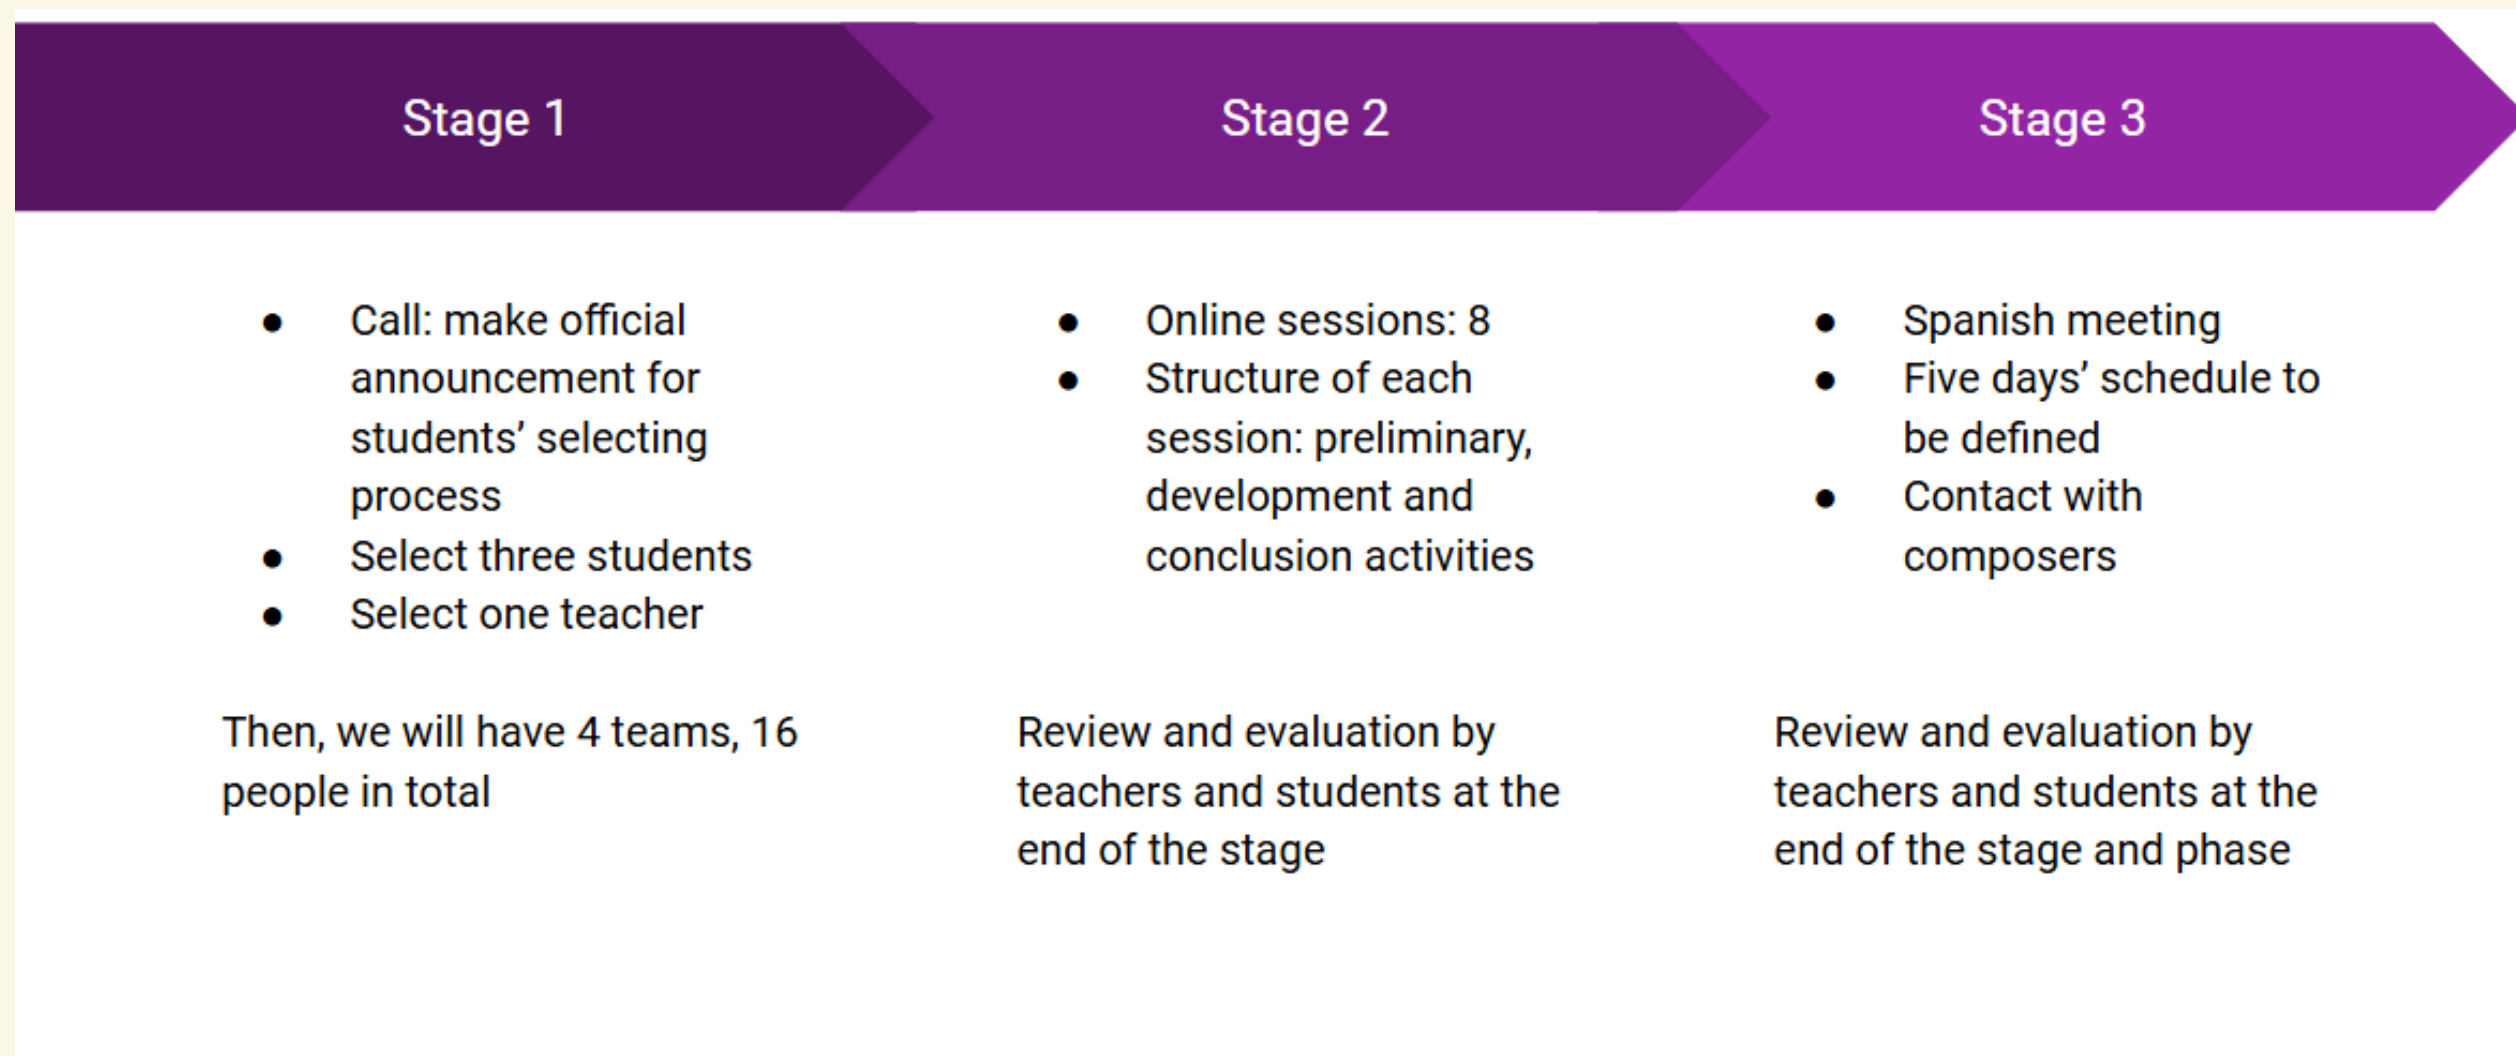 Stage 1
Stage 2
Stage 3
● Call: make official
announcement for
students’ selecting
process
● Select three students
● Select one teacher
Then, we will have 4 teams, 16
people in total
● Online sessions: 8
● Structure of each
session: preliminary,
development and
conclusion activities
Review and evaluation by
teachers and students at the
end of the stage
● Spanish meeting
● Five days’ schedule to
be defined
● Contact with
composers
Review and evaluation by
teachers and students at the
end of the stage and phase